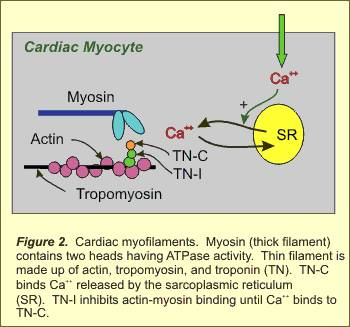 Cardiac Myocyte
Ca++
+
Myosin
Ca++
SR
Actin
TN-C
TN-I
Tropomyosin
Figure 2. Cardiac myofilaments. Myosin (thick filament)
contains two heads having ATPase activity. Thin filament is
made up of actin, tropomyosin, and troponin (TN). TN-C
binds Ca++ released by the sarcoplasmic reticulum
(SR). TN-I inhibits actin-myosin binding until Ca++ binds to
TN-C.